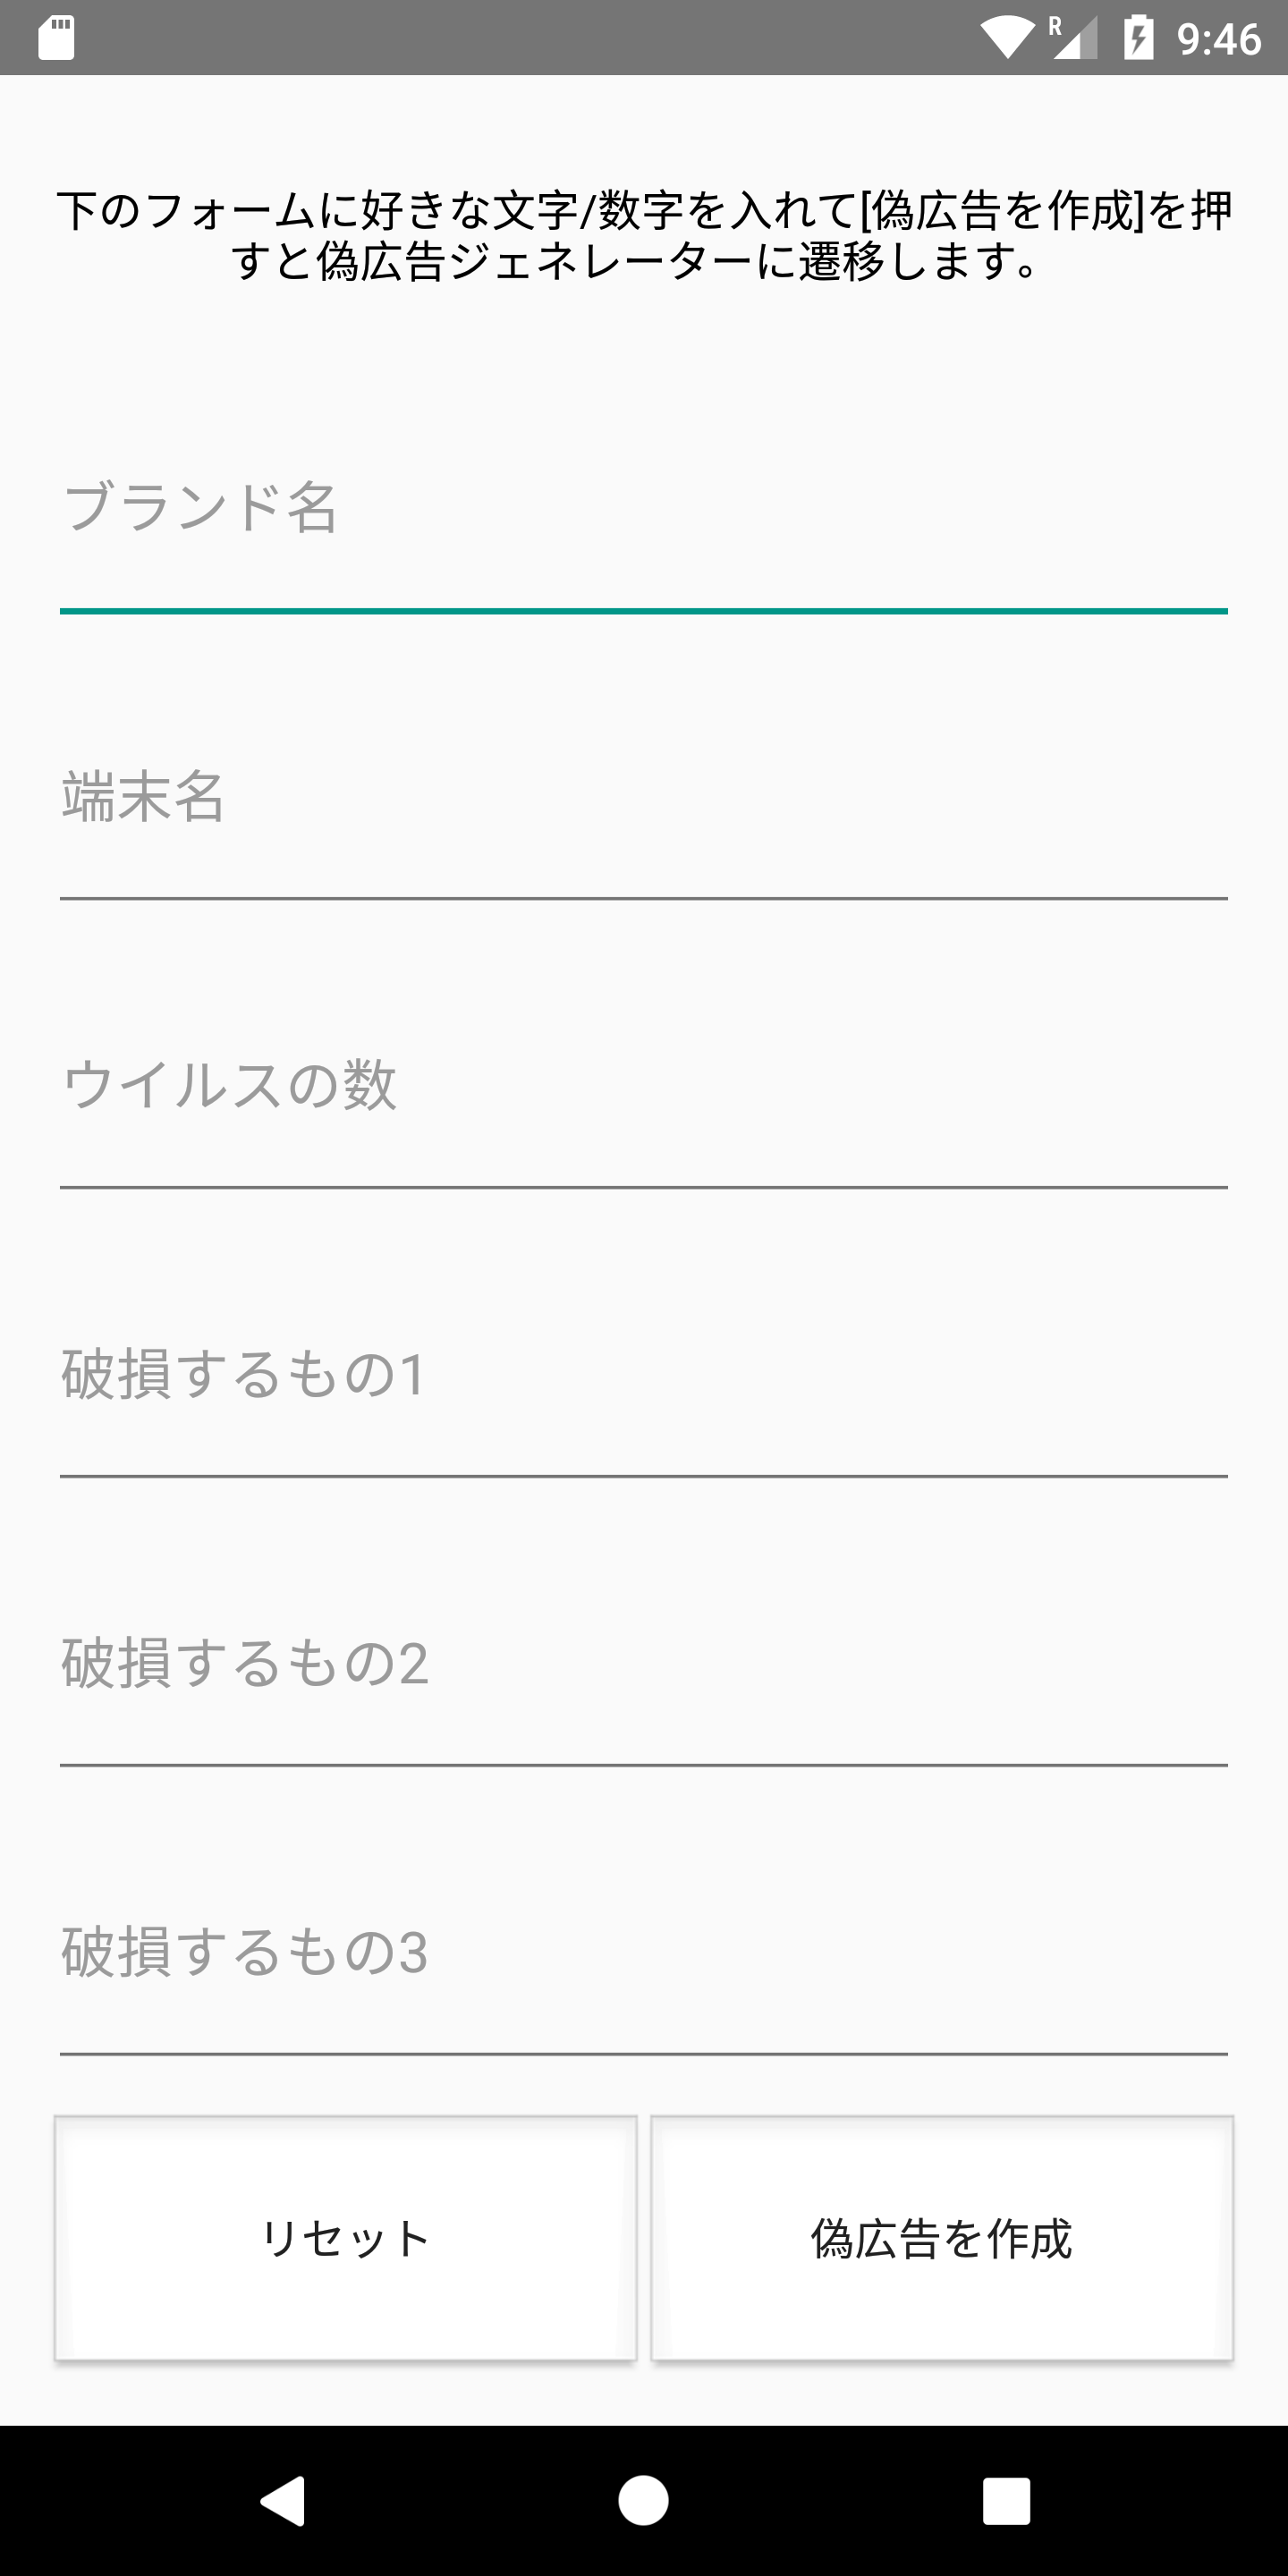 R
9:46
下のフォームに好きな文字/数字を入れて[偽広告を作成]を押
すと偽広告ジェネレーターに遷移します。
ブランド名
端末名
ウイルスの数
破損するもの1
破損するもの2
破損するもの3
リセット
偽広告を作成